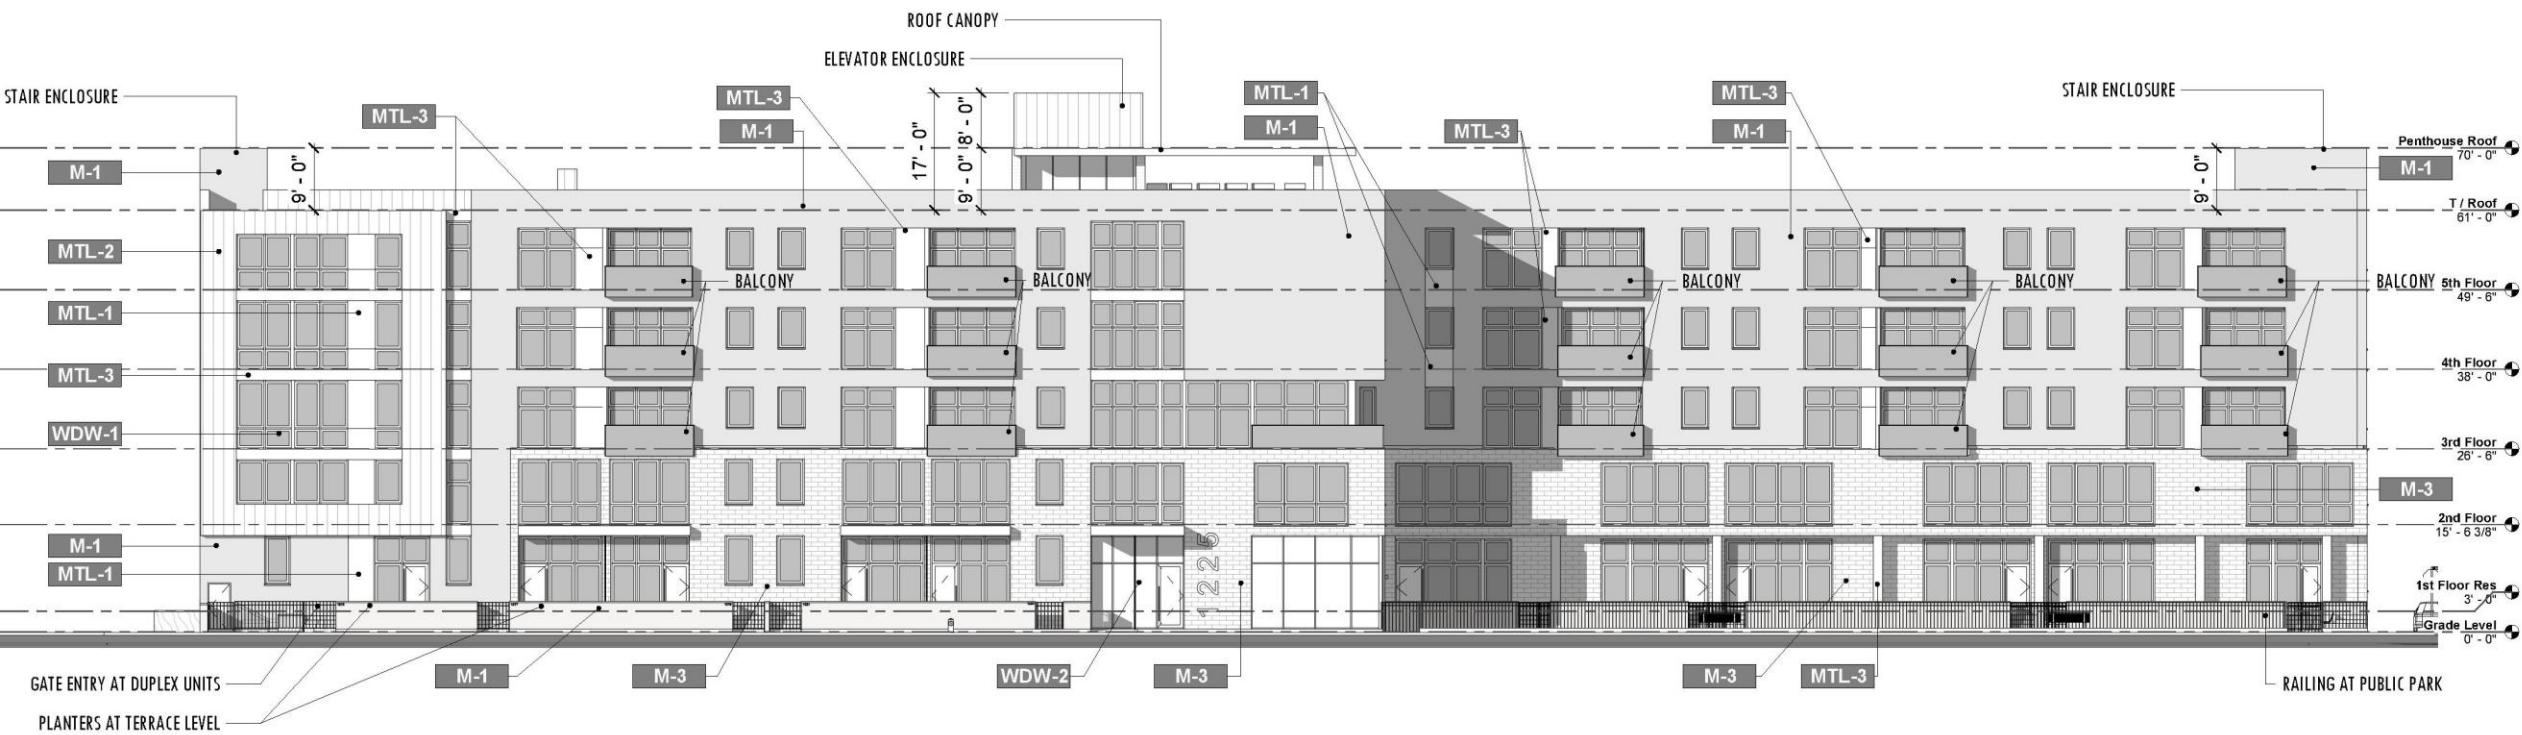 ROOF CANOPY
ELEVATOR ENCLOSURE
STAIR ENCLOSURE
MTL-3
MTL-3
M-1
MTL-1
M-1
MTL-3
MTL-3
M-1
STAIR ENCLOSURE
17' - 0"
8' - 0"
9' - 0"
9' - 0"
9' - 0"
Penthouse Roof
70' - 0"
M-1
M-1
T / Roof
61' - 0"
MTL-2
BALCONY
BALCONY
BALCONY
BALCONY
BALCONY
5th Floor
49' - 6"
MTL-1
4th Floor
38' - 0"
MTL-3
WDW-1
3rd Floor
26' - 6"
M-3
2nd Floor
15' - 6 3/8"
M-1
MTL-1
12225
1st Floor Res
3' - 0"
Grade Level
0' - 0"
GATE ENTRY AT DUPLEX UNITS
M-1
M-3
WDW-2
M-3
M-3
MTL-3
RAILING AT PUBLIC PARK
PLANTERS AT TERRACE LEVEL